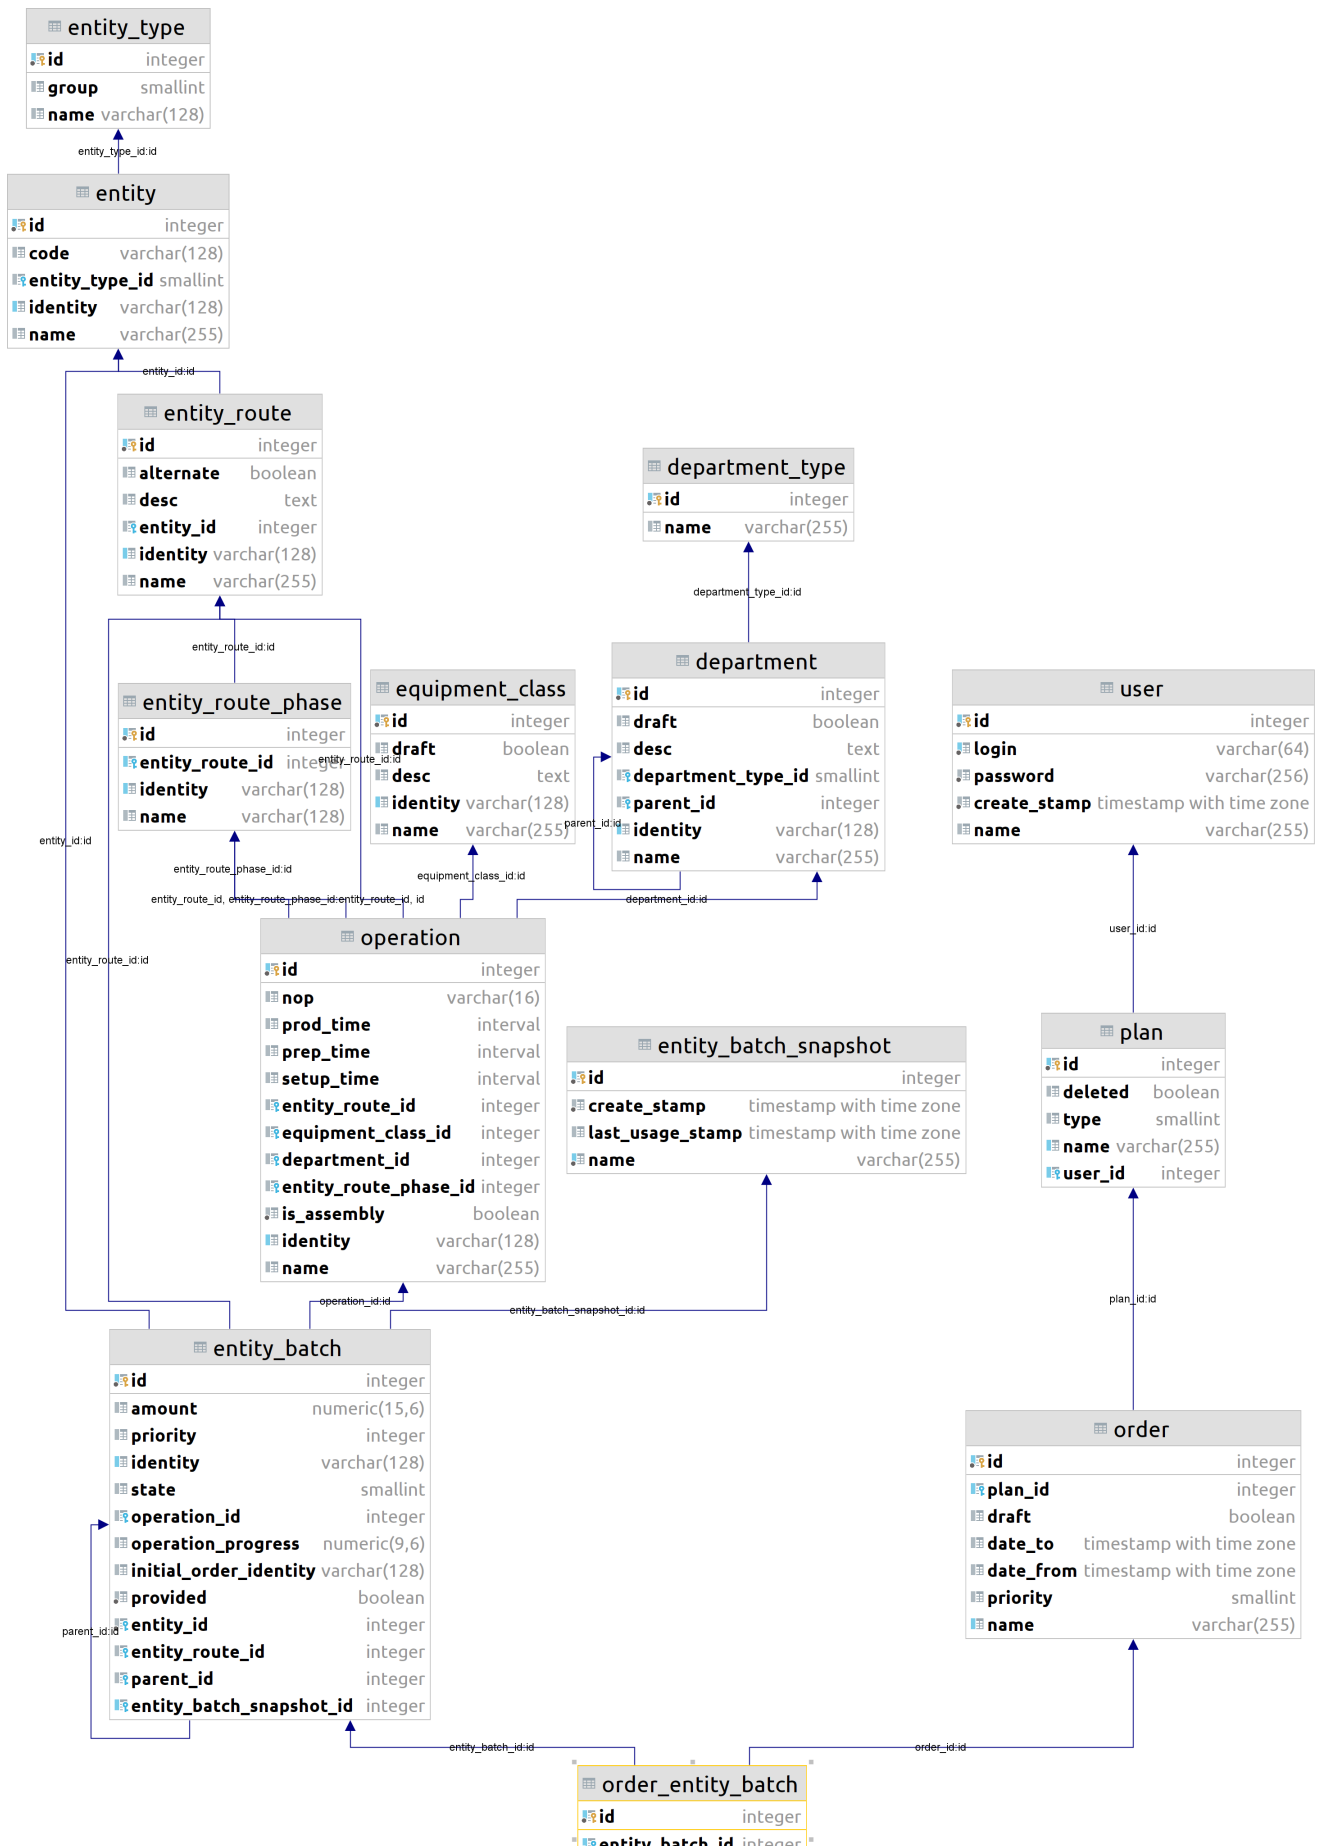 entity_type
id integer
group smallint
name varchar(128)
entity_type_id:id
entity
id integer
code varchar(128)
entity_type_id smallint
identity varchar(128)
name varchar(255)
entity_id:id
entity_route
id integer
alternate boolean
desc text
entity_id integer
identity varchar(128)
name varchar(255)
department_type
id integer
name varchar(255)
department_type_id:id
entity_route_id:id
entity_route_phase
id integer
entity_route_id integer
identity varchar(128)
name varchar(128)
entity_route_id:id
equipment_class
id integer
draft boolean
desc text
identity varchar(128)
name varchar(255)
department
id integer
draft boolean
desc text
department_type_id smallint
parent_id integer
identity varchar(128)
name varchar(255)
parent_id:id
user
id integer
login varchar(64)
password varchar(256)
create_stamp timestamp with time zone
name varchar(255)
entity_id:id
entity_route_phase_id:id
equipment_class_id:id
entity_route_id, entity_route_phase_id:entity_route_id, id
department_id:id
user_id:id
entity_route_id:id
operation
id integer
nop varchar(16)
prod_time interval
prep_time interval
setup_time interval
entity_route_id integer
equipment_class_id integer
department_id integer
entity_route_phase_id integer
is_assembly boolean
identity varchar(128)
name varchar(255)
entity_batch_snapshot
id integer
create_stamp timestamp with time zone
last_usage_stamp timestamp with time zone
name varchar(255)
plan
id integer
deleted boolean
type smallint
name varchar(255)
user_id integer
operation_id:id
entity_batch_snapshot_id:id
plan_id:id
entity_batch
id integer
amount numeric(15,6)
priority integer
identity varchar(128)
state smallint
operation_id integer
operation_progress numeric(9,6)
initial_order_identity varchar(128)
provided boolean
entity_id integer
entity_route_id integer
parent_id integer
entity_batch_snapshot_id integer
parent_id:id
order
id integer
plan_id integer
draft boolean
date_to timestamp with time zone
date_from timestamp with time zone
priority smallint
name varchar(255)
entity_batch_id:id
order_id:id
order_entity_batch
id integer
entity_batch_id integer